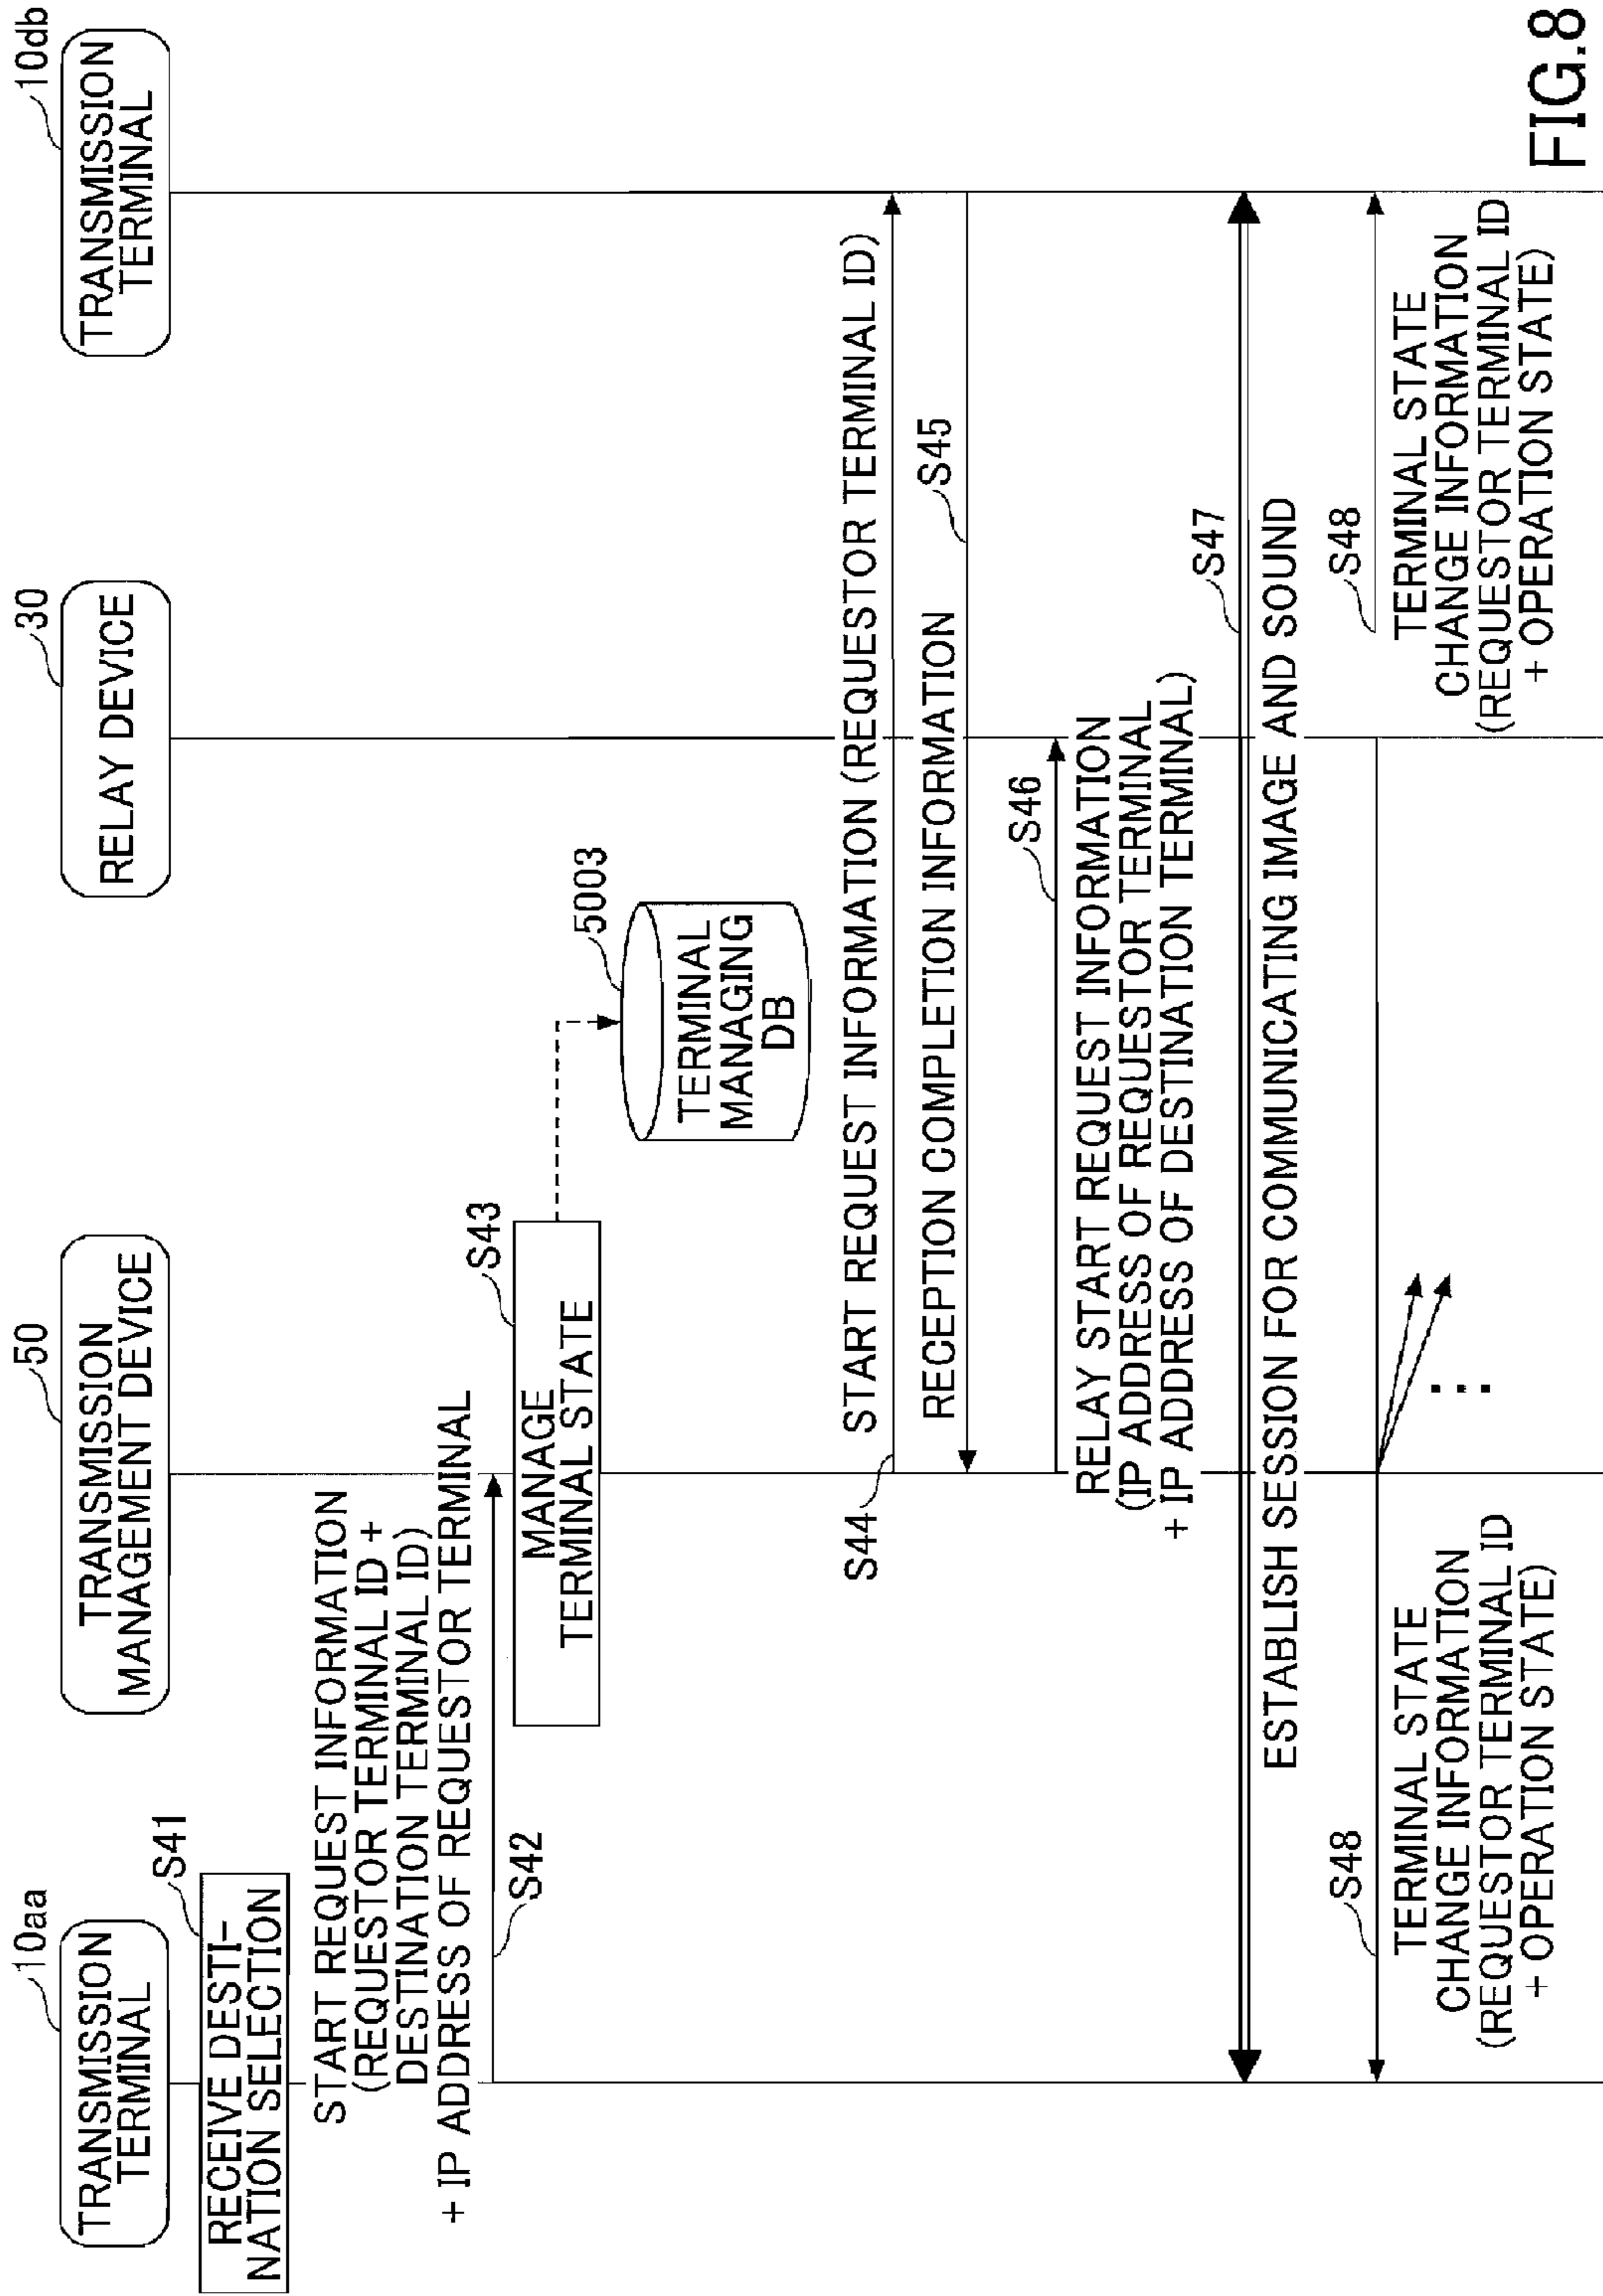 10aa
TRANSMISSION
TERMINAL
50
TRANSMISSION
MANAGEMENT DEVICE
30
RELAY DEVICE
10db
TRANSMISSION
TERMINAL
S41
RECEIVE DESTI-
NATION SELECTION
START REQUEST INFORMATION
(REQUESTOR TERMINAL ID +
DESTINATION TERMINAL ID)
+ IP ADDRESS OF REQUESTOR TERMINAL
S42
S43
MANAGE
TERMINAL STATE
5003
TERMINAL
MANAGING
DB
S44
START REQUEST INFORMATION (REQUESTOR TERMINAL ID)
RECEPTION COMPLETION INFORMATION
S45
S46
RELAY START REQUEST INFORMATION
(IP ADDRESS OF REQUESTOR TERMINAL
+ IP ADDRESS OF DESTINATION TERMINAL)
S47
ESTABLISH SESSION FOR COMMUNICATING IMAGE AND SOUND
S48
TERMINAL STATE
CHANGE INFORMATION
(REQUESTOR TERMINAL ID
+ OPERATION STATE)
S48
TERMINAL STATE
CHANGE INFORMATION
(REQUESTOR TERMINAL ID
+ OPERATION STATE)
FIG.8